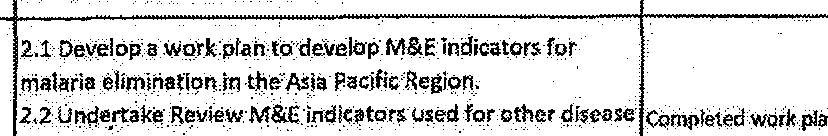 2.1 Develop a work plan to develop M&E indicators for
malaria elimination in the Asia Pacific Region.
2.2 Undertake Review M&E indicators used for other disease
Completed work pla